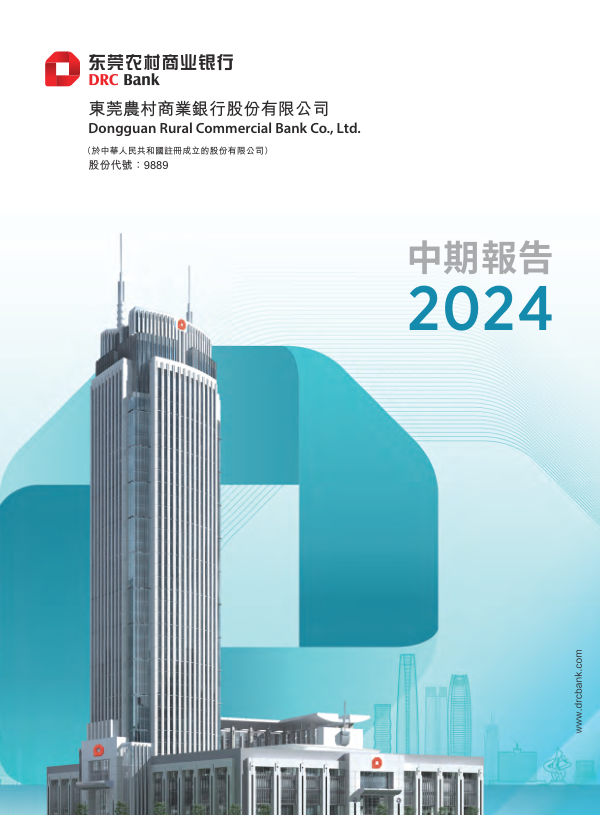 东莞农村商业银行
DRC Bank
東莞農村商業銀行股份有限公司
Dongguan Rural Commercial Bank Co., Ltd.
（於中華人民共和國註冊成立的股份有限公司）
股份代號：9889
中期報告
2024
www.drcbank.com